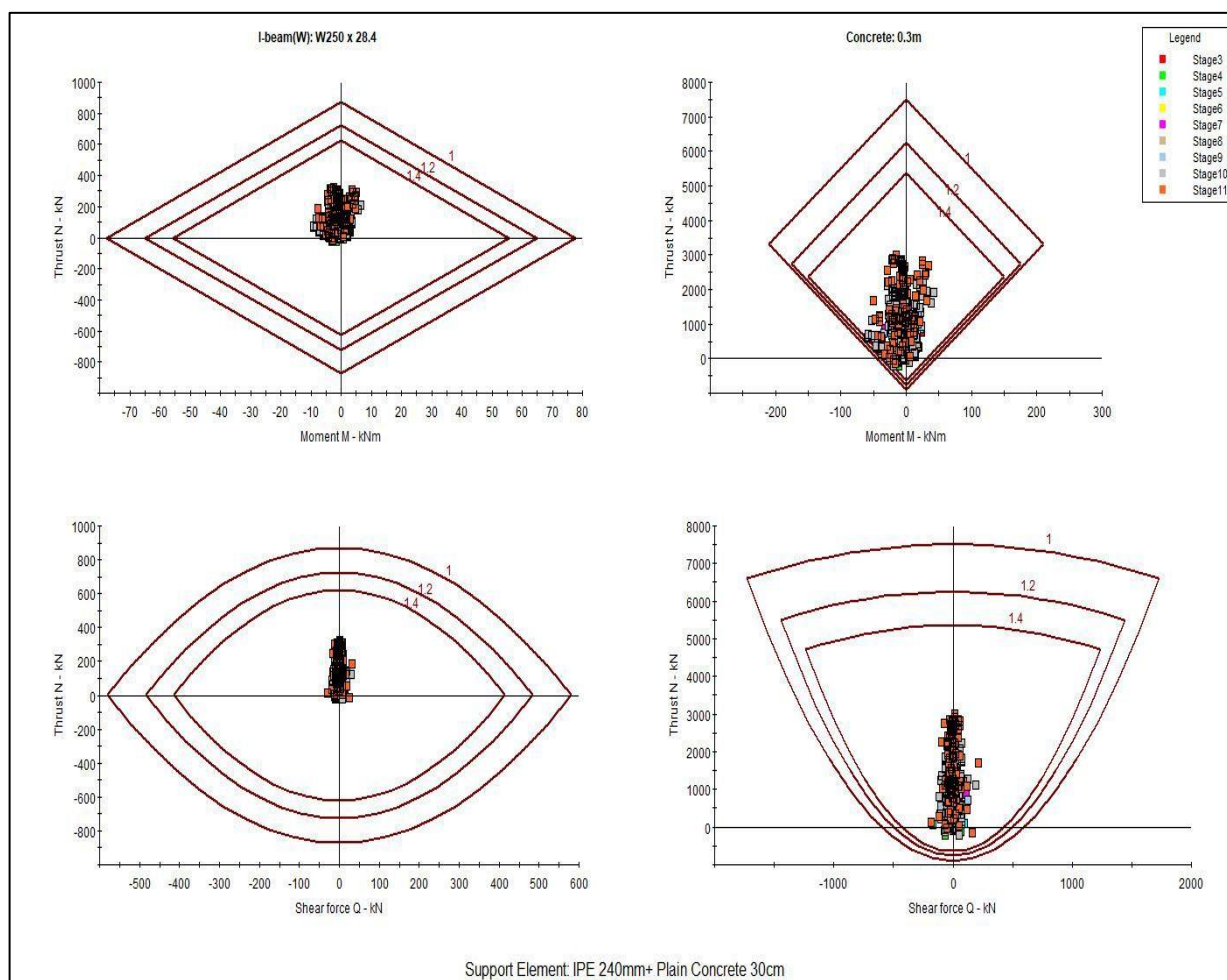 I-beam(W): W250 x 28.4
Concrete: 0.3m
Legend
Stage3
Stage4
Stage5
Stage6
Stage7
Stage8
Stage9
Stage10
Stage11
1000
800
600
400
200
0
-200
-400
-600
-800
Thrust N - kN
1
1.2
1.4
-70 -60 -50 -40 -30 -20 -10 0 10 20 30 40 50 60 70 80
Moment M - kNm
8000
7000
6000
5000
4000
3000
2000
1000
0
Thrust N - kN
1
1.2
1.4
-200 -100 0 100 200 300
Moment M - kNm
1000
800
600
400
200
0
-200
-400
-600
-800
Thrust N - kN
1
1.2
1.4
-500 -400 -300 -200 -100 0 100 200 300 400 500 600
Shear force Q - kN
8000
7000
6000
5000
4000
3000
2000
1000
0
Thrust N - kN
1
1.2
1.4
-1000 0 1000 2000
Shear force Q - kN
Support Element: IPE 240mm+ Plain Concrete 30cm